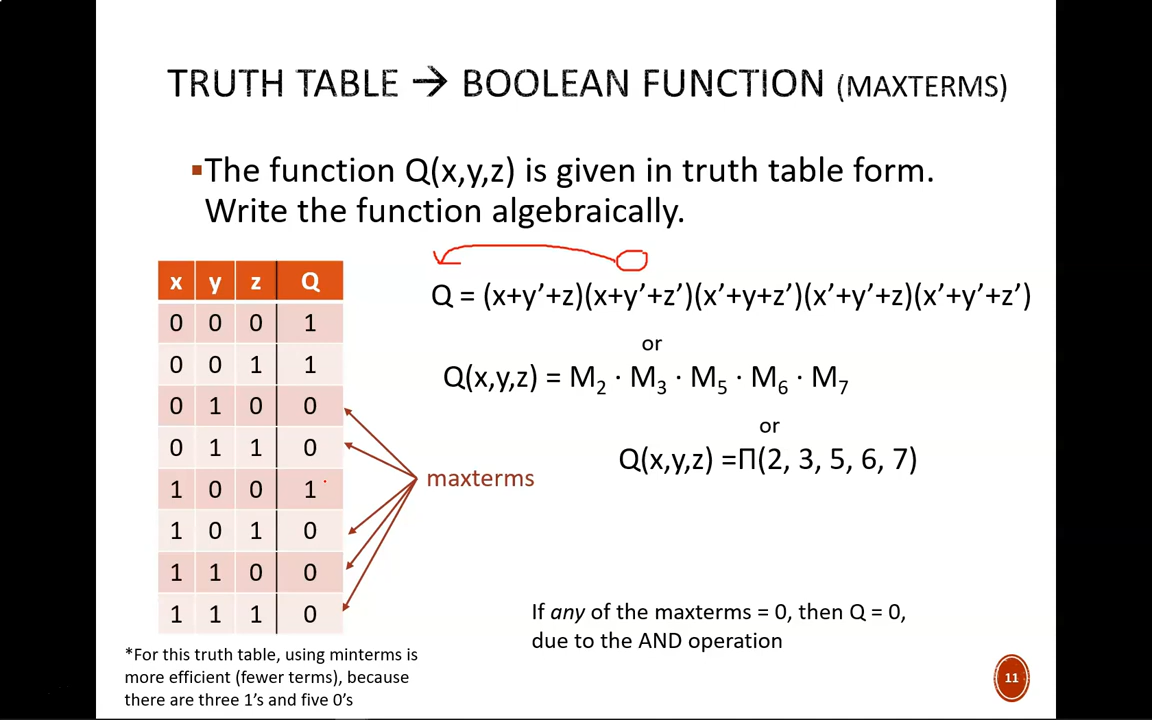 TRUTH TABLE → BOOLEAN FUNCTION (MAXTERMS)
▪The function Q(x,y,z) is given in truth table form.
Write the function algebraically.
x y z Q
0 0 0 1
0 0 1 1
0 1 0 0
0 1 1 0
1 0 0 1
1 0 1 0
1 1 0 0
1 1 1 0
maxterms
Q = (x+y’+z)(x+y’+z’)(x’+y+z’)(x’+y’+z)(x’+y’+z’)
or
Q(x,y,z) = M₂ · M₃ · M₅ · M₆ · M₇
or
Q(x,y,z) =Π(2, 3, 5, 6, 7)
If any of the maxterms = 0, then Q = 0,
due to the AND operation
*For this truth table, using minterms is
more efficient (fewer terms), because
there are three 1’s and five 0’s
11